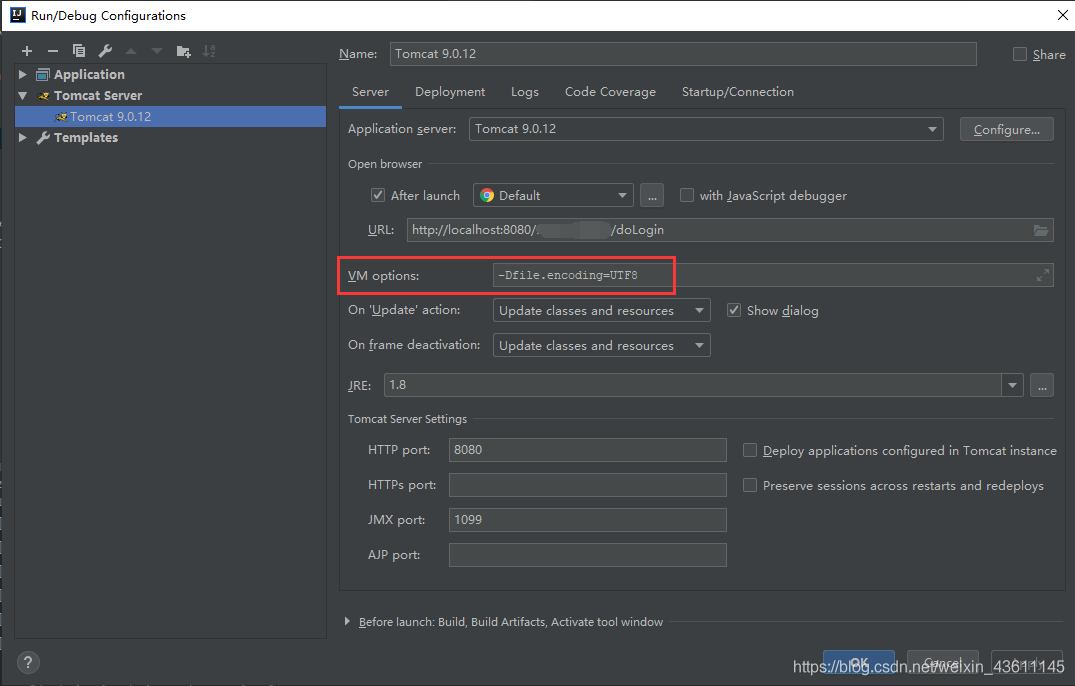 Run/Debug Configurations
Application
Tomcat Server
Tomcat 9.0.12
Templates
Name: Tomcat 9.0.12 Share
Server Deployment Logs Code Coverage Startup/Connection
Application server: Tomcat 9.0.12 Configure...
Open browser
After launch Default ... with JavaScript debugger
URL: http://localhost:8080/ /doLogin
VM options: -Dfile.encoding=UTF8
On 'Update' action: Update classes and resources Show dialog
On frame deactivation: Update classes and resources
JRE: 1.8 ...
Tomcat Server Settings
HTTP port: 8080 Deploy applications configured in Tomcat instance
HTTPs port: Preserve sessions across restarts and redeploys
JMX port: 1099
AJP port:
Before launch: Build, Build Artifacts, Activate tool window
? OK Cancel Apply
https://blog.csdn.net/weixin_43611145